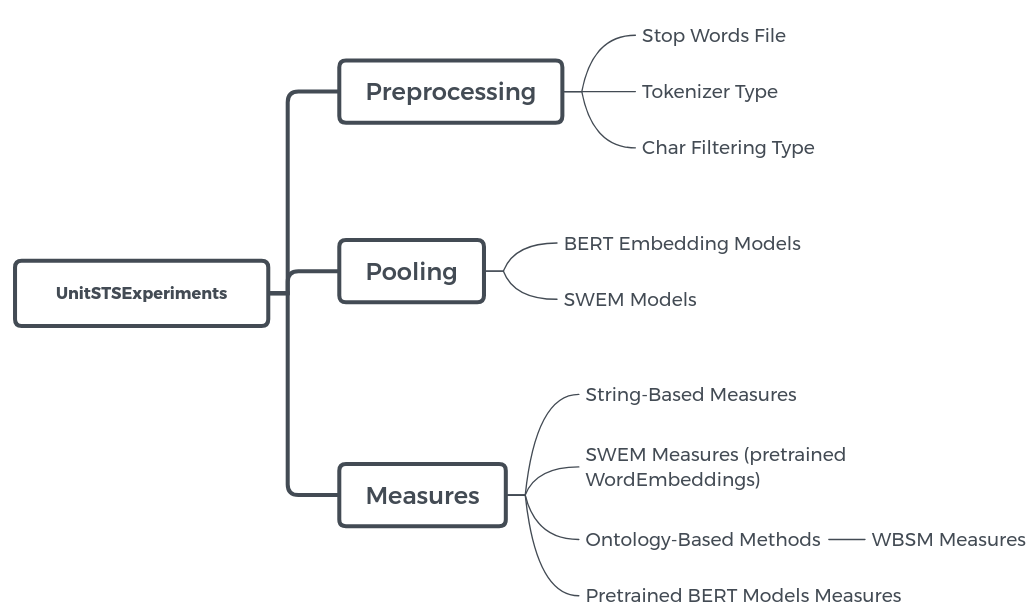 UnitSTSExperiments
Preprocessing
Stop Words File
Tokenizer Type
Char Filtering Type
Pooling
BERT Embedding Models
SWEM Models
Measures
String-Based Measures
SWEM Measures (pretrained
WordEmbeddings)
Ontology-Based Methods
WBSM Measures
Pretrained BERT Models Measures